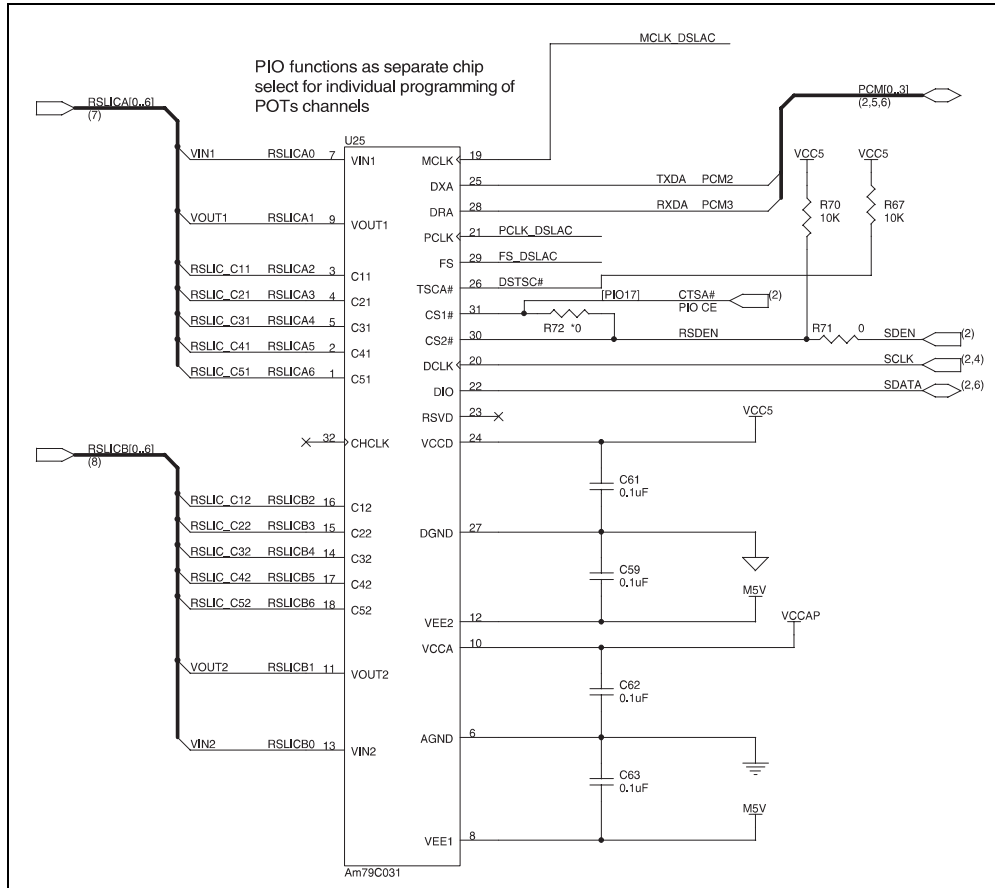 MCLK_DSLAC
PIO functions as separate chip
select for individual programming of
POTs channels
RSLICA[0..6]
(7)
PCM[0..3]
(2,5,6)
U25
VIN1 RSLICA0 7 VIN1
MCLK 19
VCC5
VCC5
DXA 25 TXDA PCM2
R70
10K
R67
10K
VOUT1 RSLICA1 9 VOUT1
DRA 28 RXDA PCM3
PCLK 21 PCLK_DSLAC
FS 29 FS_DSLAC
RSLIC_C11 RSLICA2 3 C11
TSCA# 26 DSTSC#
RSLIC_C21 RSLICA3 4 C21
[PIO17] CTSA# (2)
PIO CE
RSLIC_C31 RSLICA4 5 C31
CS1# 31
R72 *0
RSLIC_C41 RSLICA5 2 C41
CS2# 30 RSDEN R71 0 SDEN (2)
RSLIC_C51 RSLICA6 1 C51
DCLK 20 SCLK (2,4)
DIO 22 SDATA (2,6)
RSVD 23
VCC5
32 CHCLK
VCCD 24
RSLICB[0..6]
(8)
C61
0.1uF
RSLIC_C12 RSLICB2 16 C12
RSLIC_C22 RSLICB3 15 C22
DGND 27
RSLIC_C32 RSLICB4 14 C32
C59
0.1uF
RSLIC_C42 RSLICB5 17 C42
M5V
RSLIC_C52 RSLICB6 18 C52
VEE2 12
VCCAP
VCCA 10
VOUT2 RSLICB1 11 VOUT2
C62
0.1uF
AGND 6
VIN2 RSLICB0 13 VIN2
C63
0.1uF
M5V
VEE1 8
Am79C031